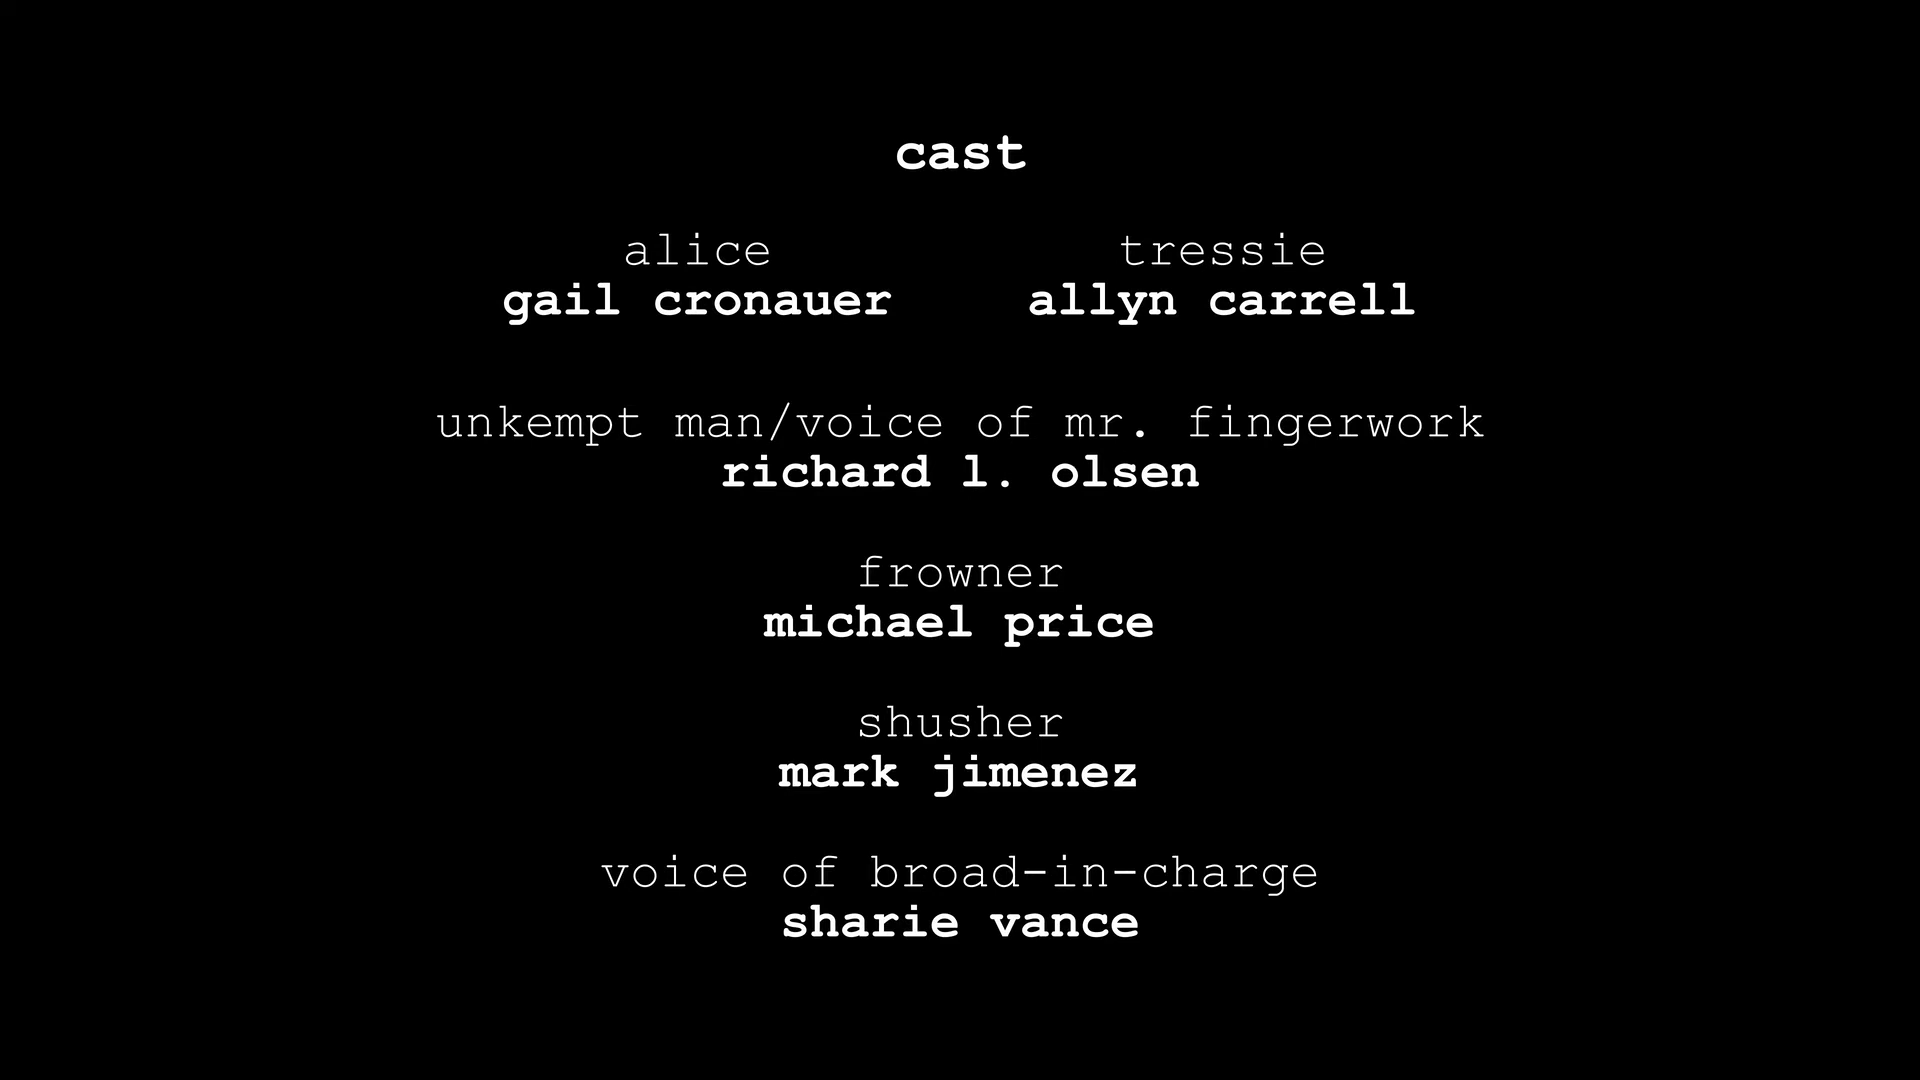 cast
alice tressie
gail cronauer allyn carrell
unkempt man/voice of mr. fingerwork
richard l. olsen
frowner
michael price
shusher
mark jimenez
voice of broad-in-charge
sharie vance